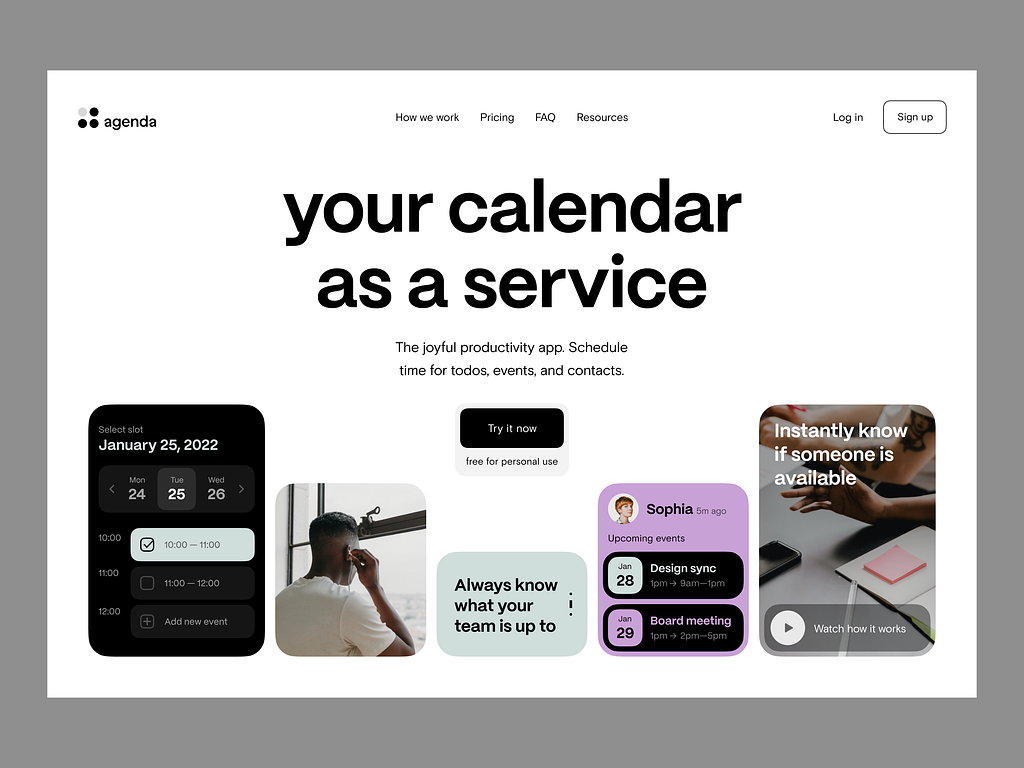 agenda
How we work
Pricing
FAQ
Resources
Log in
Sign up
your calendar
as a service
The joyful productivity app. Schedule
time for todos, events, and contacts.
Select slot
January 25, 2022
Mon
24
Tue
25
Wed
26
10:00
10:00 — 11:00
11:00
11:00 — 12:00
12:00
Add new event
Try it now
free for personal use
Always know
what your
team is up to
Sophia 5m ago
Upcoming events
Jan
28
Design sync
1pm → 9am—1pm
Jan
29
Board meeting
1pm → 2pm—5pm
Instantly know
if someone is
available
Watch how it works